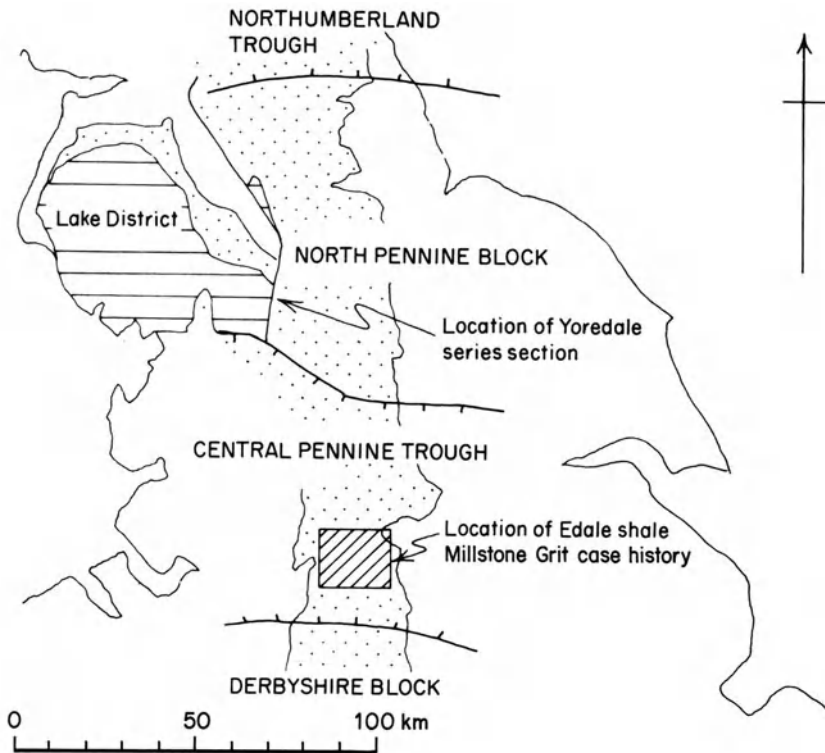 NORTHUMBERLAND
TROUGH
Lake District
NORTH PENNINE BLOCK
Location of Yoredale
series section
CENTRAL PENNINE TROUGH
Location of Edale shale
Millstone Grit case history
DERBYSHIRE BLOCK
0 50 100 km